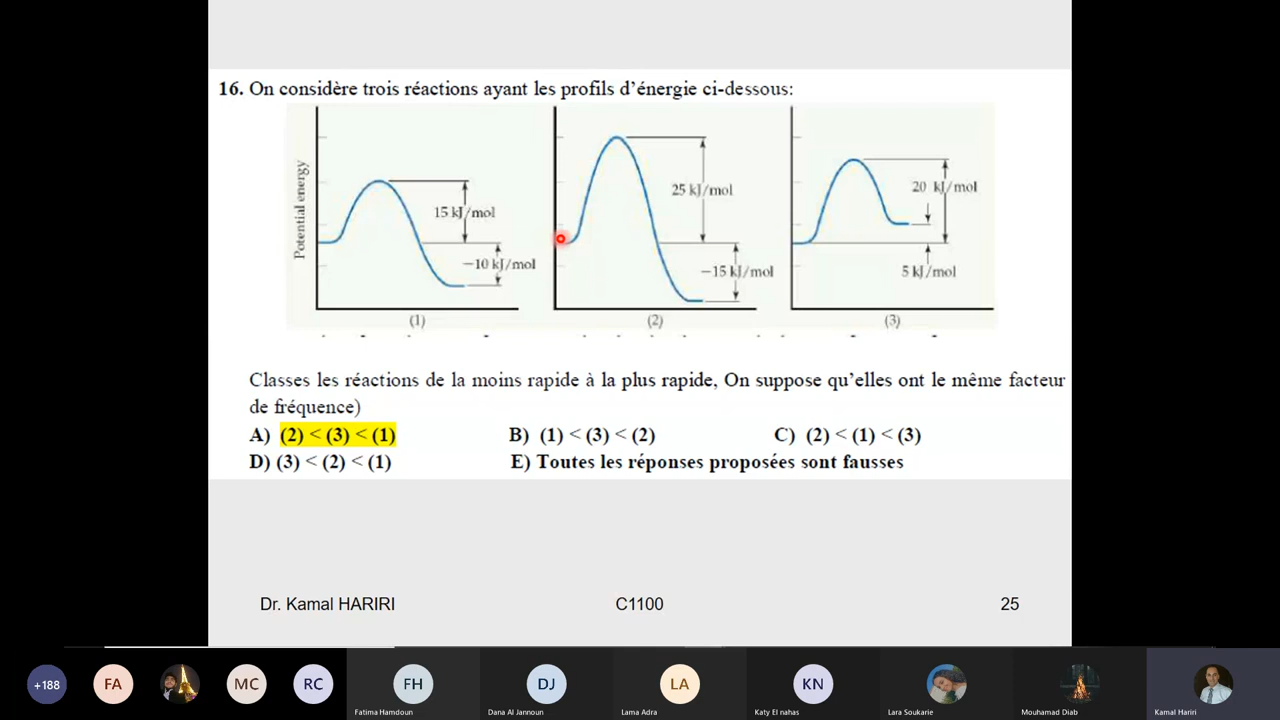 16. On considère trois réactions ayant les profils d'énergie ci-dessous:
Potential energy
15 kJ/mol
−10 kJ/mol
(1)
25 kJ/mol
−15 kJ/mol
(2)
20 kJ/mol
5 kJ/mol
(3)
Classes les réactions de la moins rapide à la plus rapide, On suppose qu'elles ont le même facteur
de fréquence)
A) (2) < (3) < (1) B) (1) < (3) < (2) C) (2) < (1) < (3)
D) (3) < (2) < (1) E) Toutes les réponses proposées sont fausses
Dr. Kamal HARIRI C1100 25
+188 FA MC RC FH DJ LA KN
Fatima Hamdoun Dana Al Jannoun Lama Adra Katy El nahas Lara Soukarie Mouhamad Diab Kamal Hariri